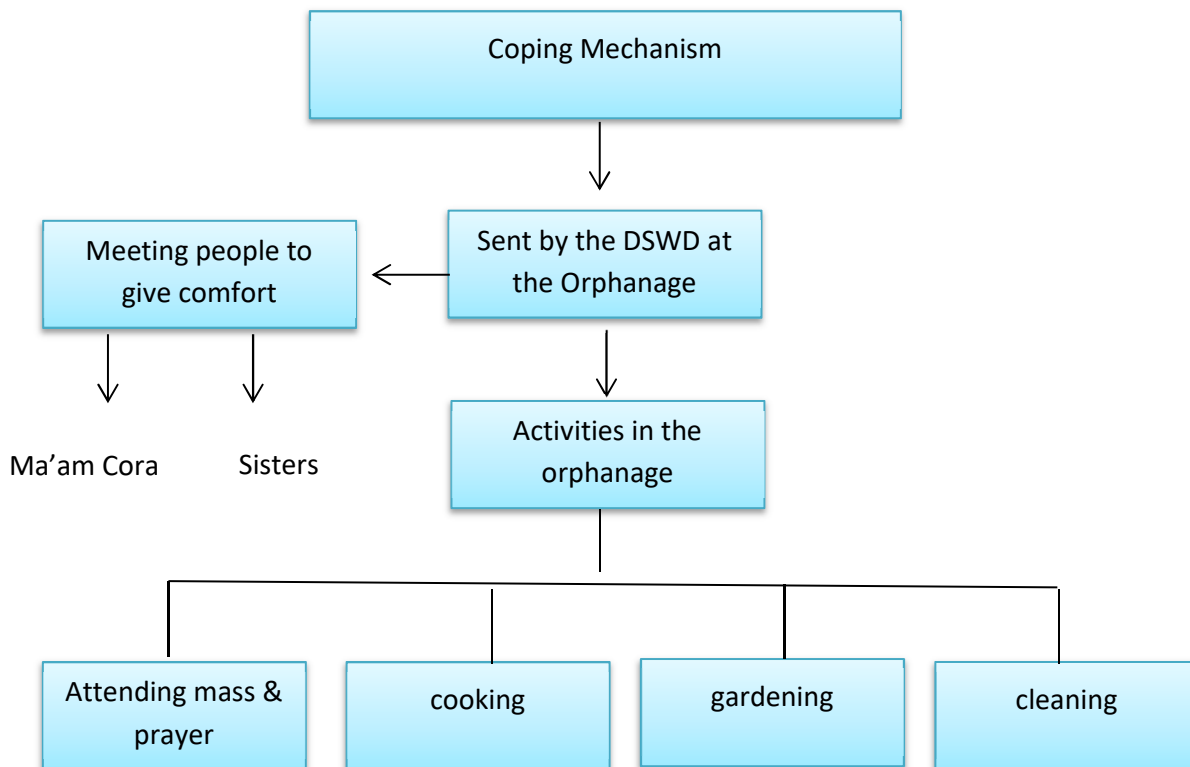 Coping Mechanism
Meeting people to
give comfort
Sent by the DSWD at
the Orphanage
Ma’am Cora
Sisters
Activities in the
orphanage
Attending mass &
prayer
cooking
gardening
cleaning